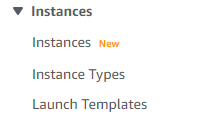 Instances
Instances New
Instance Types
Launch Templates